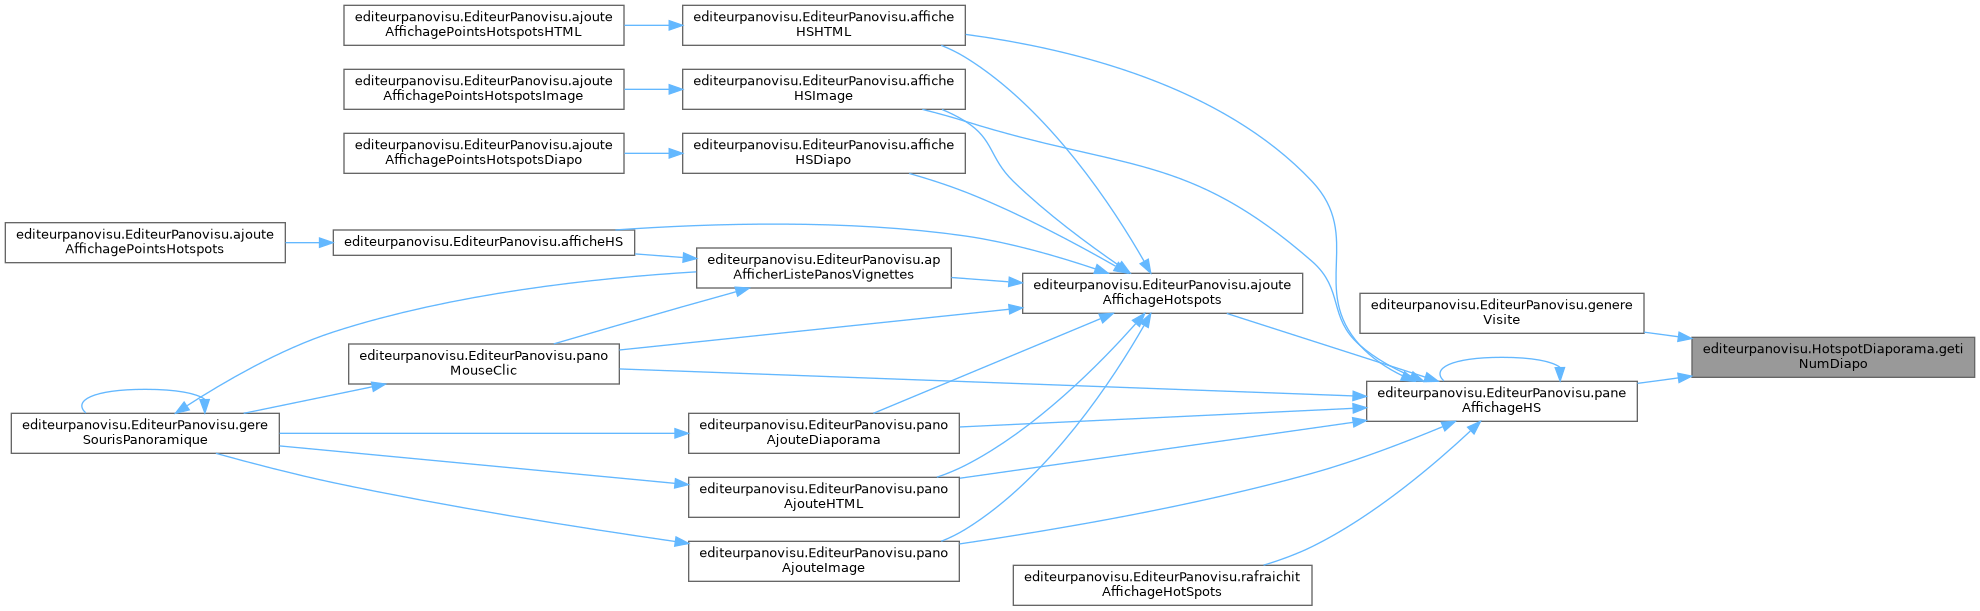 editeurpanovisu.EditeurPanovisu.ajoute
AffichagePointsHotspotsHTML
editeurpanovisu.EditeurPanovisu.affiche
HSHTML
editeurpanovisu.EditeurPanovisu.ajoute
AffichagePointsHotspotsImage
editeurpanovisu.EditeurPanovisu.affiche
HSImage
editeurpanovisu.EditeurPanovisu.ajoute
AffichagePointsHotspotsDiapo
editeurpanovisu.EditeurPanovisu.affiche
HSDiapo
editeurpanovisu.EditeurPanovisu.ajoute
AffichagePointsHotspots
editeurpanovisu.EditeurPanovisu.afficheHS
editeurpanovisu.EditeurPanovisu.ap
AfficherListePanosVignettes
editeurpanovisu.EditeurPanovisu.ajoute
AffichageHotspots
editeurpanovisu.EditeurPanovisu.genere
Visite
editeurpanovisu.HotspotDiaporama.geti
NumDiapo
editeurpanovisu.EditeurPanovisu.pano
MouseClic
editeurpanovisu.EditeurPanovisu.pane
AffichageHS
editeurpanovisu.EditeurPanovisu.gere
SourisPanoramique
editeurpanovisu.EditeurPanovisu.pano
AjouteDiaporama
editeurpanovisu.EditeurPanovisu.pano
AjouteHTML
editeurpanovisu.EditeurPanovisu.pano
AjouteImage
editeurpanovisu.EditeurPanovisu.rafraichit
AffichageHotSpots